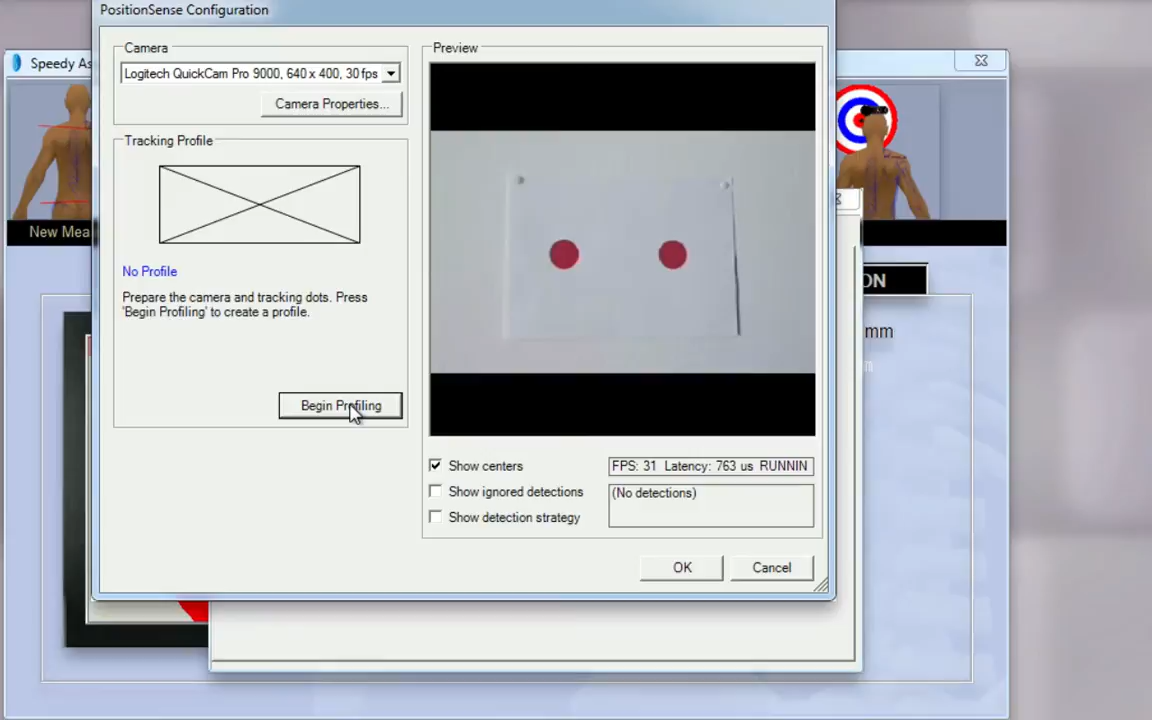 PositionSense Configuration
Speedy As
Camera
Logitech QuickCam Pro 9000, 640 x 400, 30 fps
Camera Properties...
Tracking Profile
No Profile
Prepare the camera and tracking dots. Press
'Begin Profiling' to create a profile.
Begin Profiling
Preview
Show centers
Show ignored detections
Show detection strategy
FPS: 31 Latency: 763 us RUNNIN
(No detections)
OK
Cancel
New Mea
ON
mm